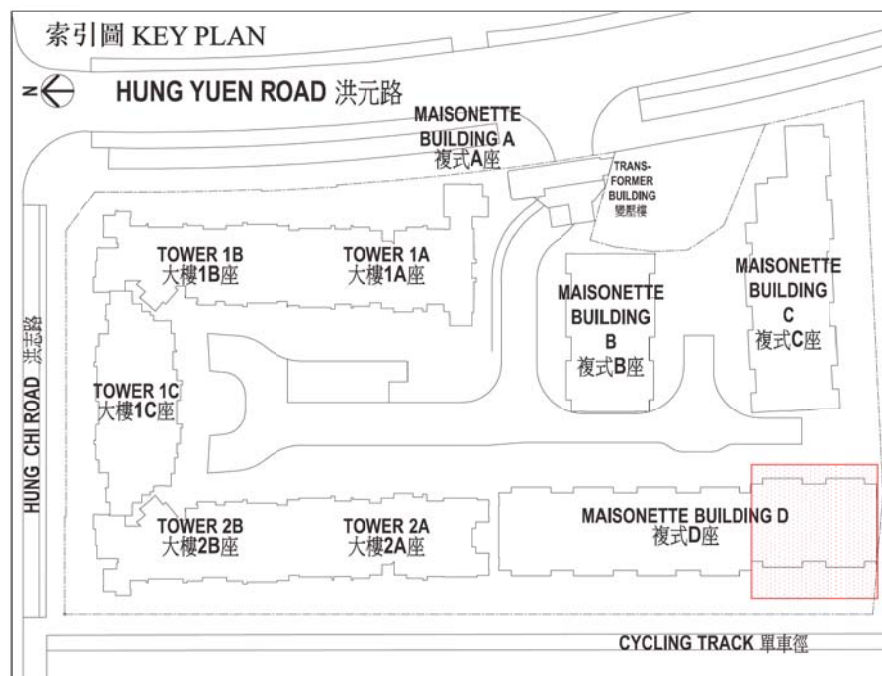 索引圖 KEY PLAN
N
HUNG YUEN ROAD 洪元路
MAISONETTE
BUILDING A
複式A座
TRANS-
FORMER
BUILDING
變壓樓
TOWER 1B
大樓1B座
TOWER 1A
大樓1A座
MAISONETTE
BUILDING
B
複式B座
MAISONETTE
BUILDING
C
複式C座
HUNG CHI ROAD 洪志路
TOWER 1C
大樓1C座
TOWER 2B
大樓2B座
TOWER 2A
大樓2A座
MAISONETTE BUILDING D
複式D座
CYCLING TRACK 單車徑